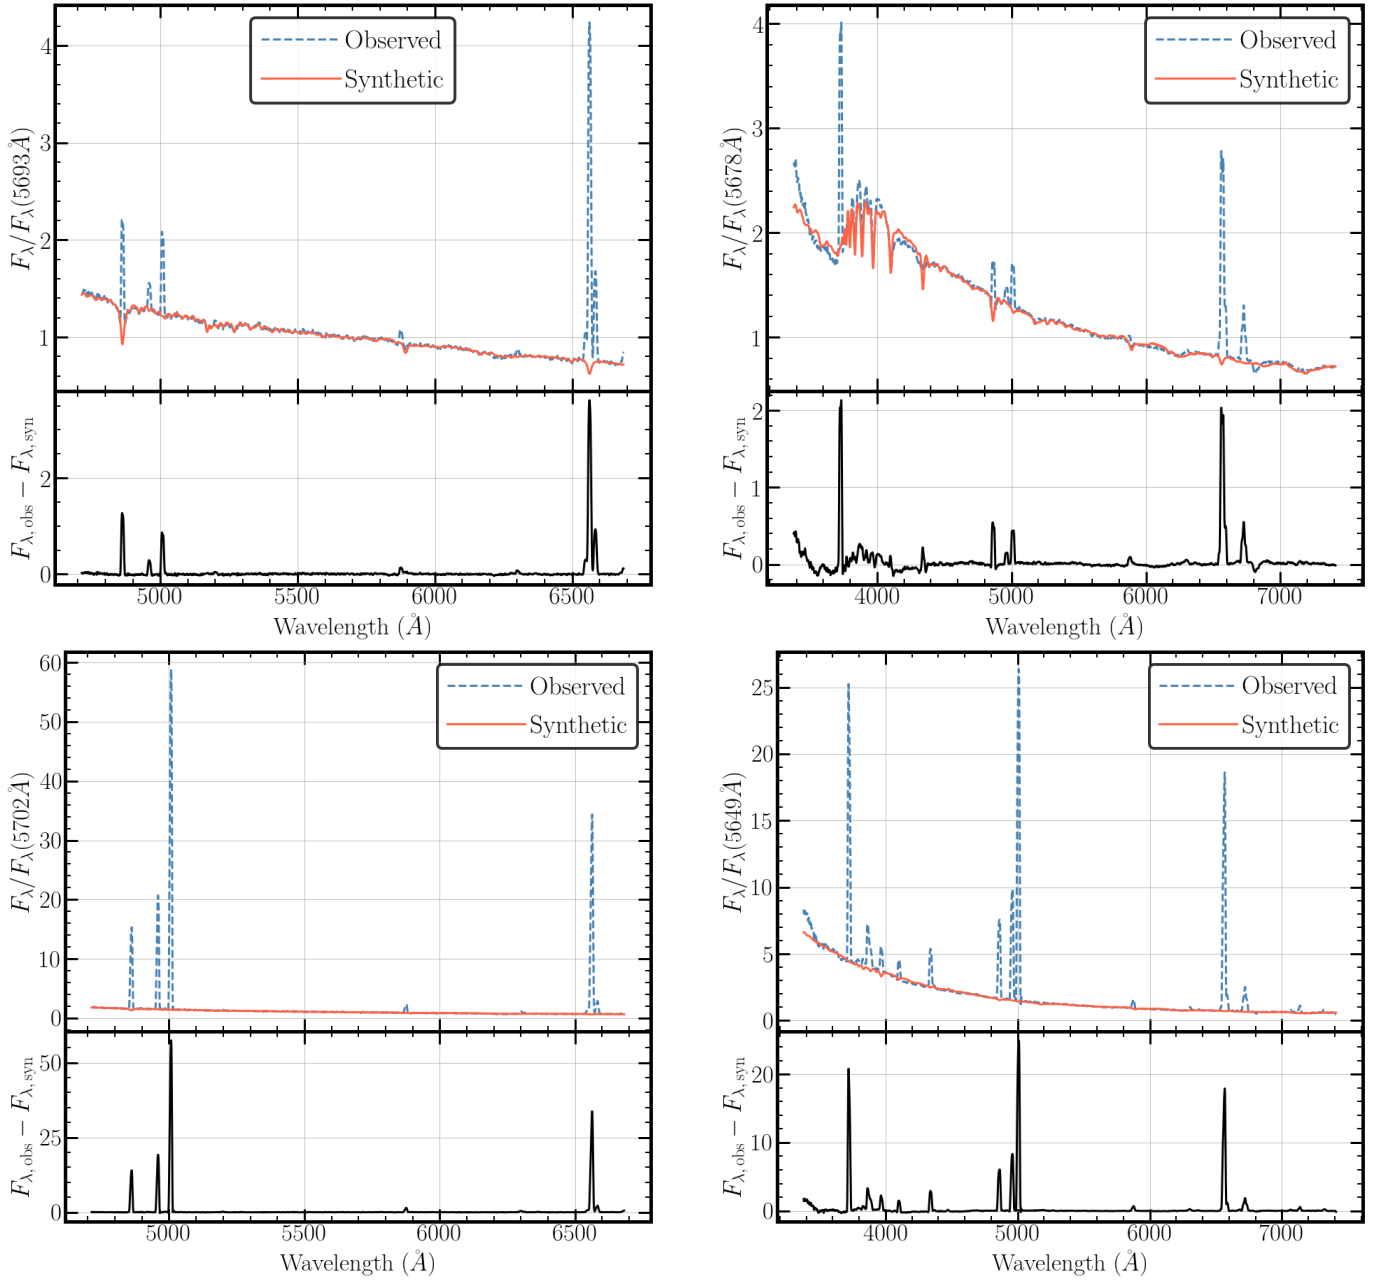 Observed
Synthetic
4
3
2
1
F_λ/F_λ(5693Å)
2
0
F_λ,obs − F_λ,syn
5000
5500
6000
6500
Wavelength (Å)
Observed
Synthetic
4
3
2
1
F_λ/F_λ(5678Å)
2
1
0
F_λ,obs − F_λ,syn
4000
5000
6000
7000
Wavelength (Å)
Observed
Synthetic
60
50
40
30
20
10
0
F_λ/F_λ(5702Å)
50
25
0
F_λ,obs − F_λ,syn
5000
5500
6000
6500
Wavelength (Å)
Observed
Synthetic
25
20
15
10
5
0
F_λ/F_λ(5649Å)
20
10
0
F_λ,obs − F_λ,syn
4000
5000
6000
7000
Wavelength (Å)